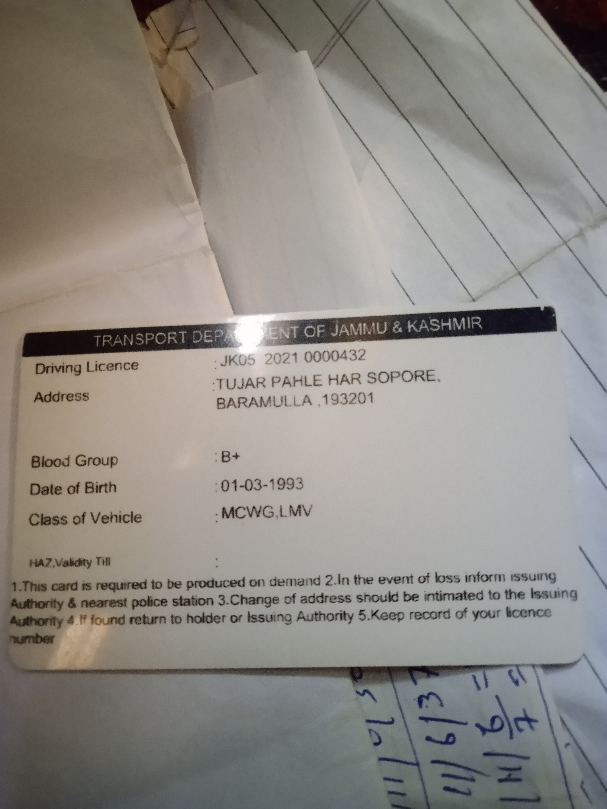 TRANSPORT DEPARTMENT OF JAMMU & KASHMIR
Driving Licence : JK05 2021 0000432
Address :TUJAR PAHLE HAR SOPORE,
BARAMULLA ,193201
Blood Group : B+
Date of Birth : 01-03-1993
Class of Vehicle : MCWG,LMV
HAZ,Validity Till :
1.This card is required to be produced on demand 2.In the event of loss inform issuing
Authority & nearest police station 3.Change of address should be intimated to the Issuing
Authority 4.If found return to holder or Issuing Authority 5.Keep record of your licence
number